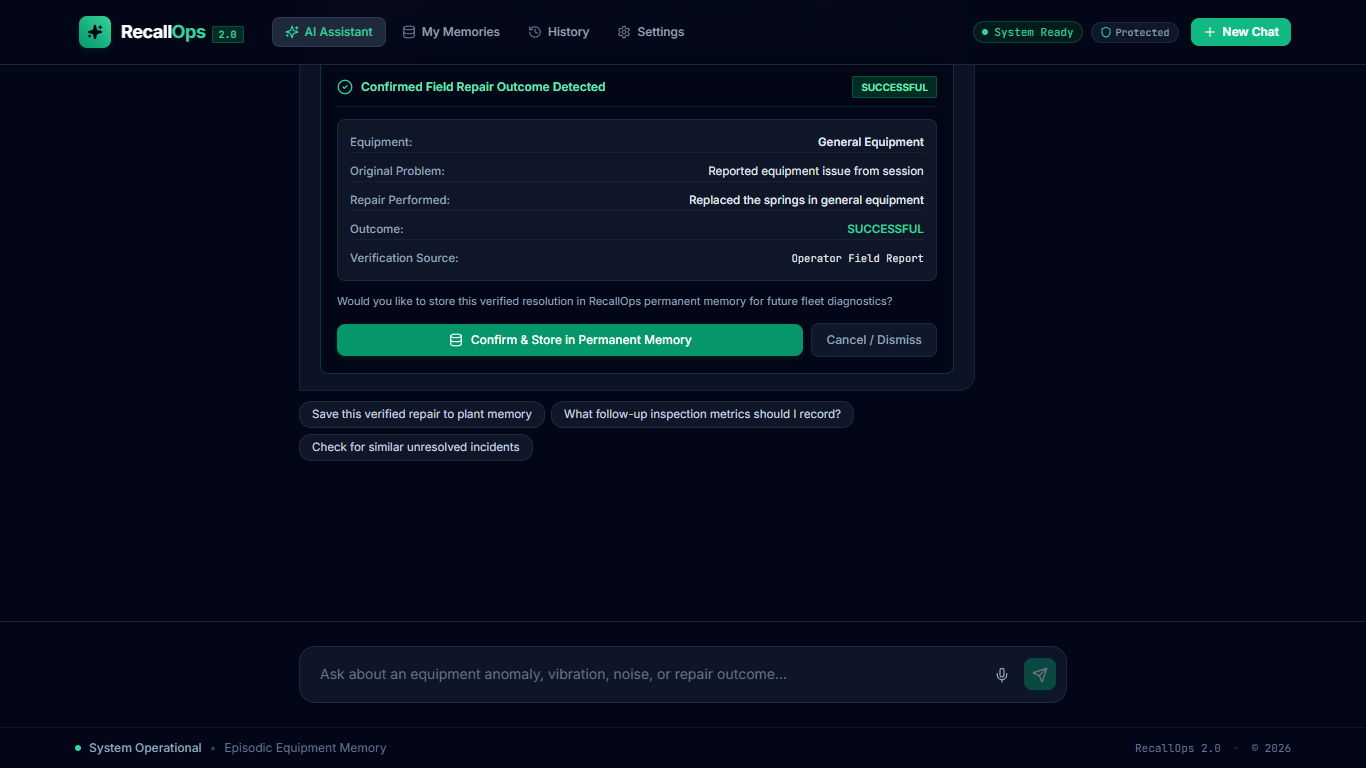 RecallOps 2.0 AI Assistant My Memories History Settings System Ready Protected New Chat
Confirmed Field Repair Outcome Detected SUCCESSFUL
Equipment: General Equipment
Original Problem: Reported equipment issue from session
Repair Performed: Replaced the springs in general equipment
Outcome: SUCCESSFUL
Verification Source: Operator Field Report
Would you like to store this verified resolution in RecallOps permanent memory for future fleet diagnostics?
Confirm & Store in Permanent Memory Cancel / Dismiss
Save this verified repair to plant memory What follow-up inspection metrics should I record?
Check for similar unresolved incidents
Ask about an equipment anomaly, vibration, noise, or repair outcome...
System Operational • Episodic Equipment Memory RecallOps 2.0 · © 2026